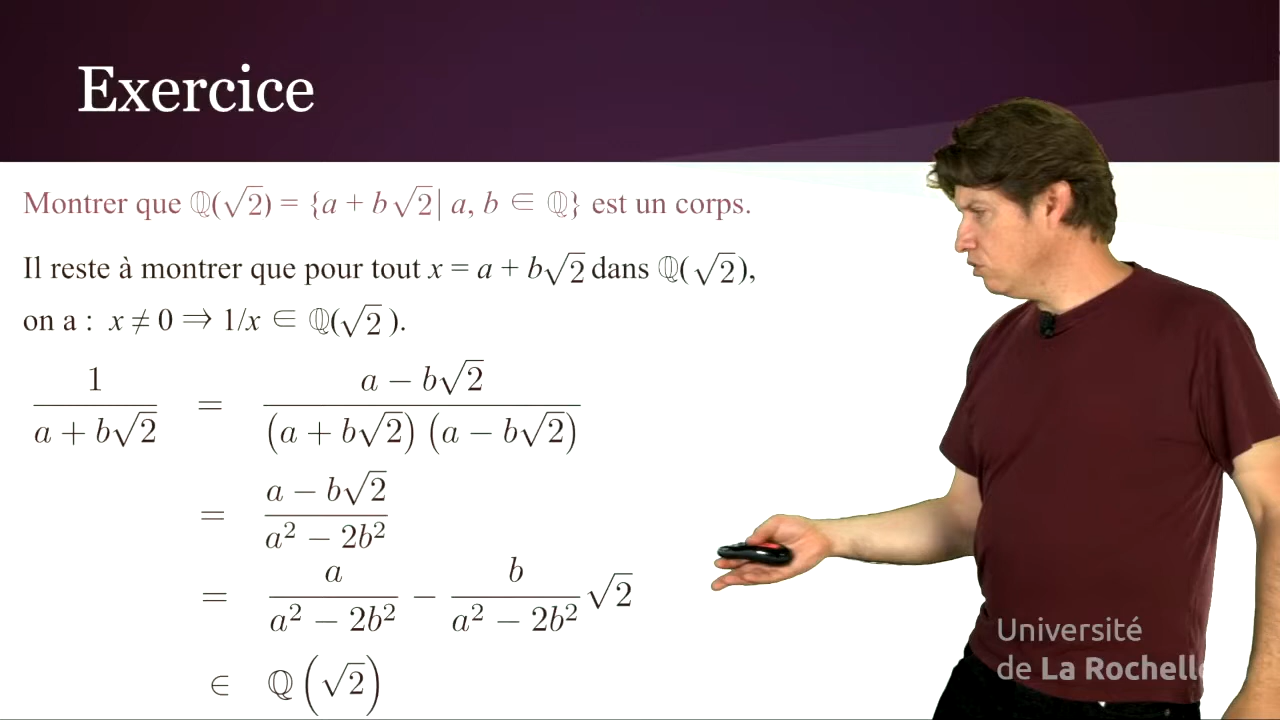 Exercice
Montrer que ℚ(√2) = {a + b√2| a, b ∈ ℚ} est un corps.
Il reste à montrer que pour tout x = a + b√2 dans ℚ(√2),
on a : x ≠ 0 ⇒ 1/x ∈ ℚ(√2 ).
1/(a + b√2) = (a − b√2)/((a + b√2) (a − b√2))
= (a − b√2)/(a² − 2b²)
= a/(a² − 2b²) − b/(a² − 2b²) √2
∈ ℚ(√2)
Université
de La Rochelle